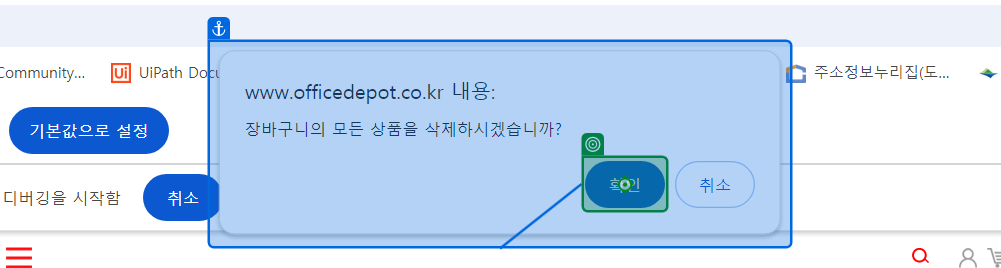 Community...
UiPath Docu
주소정보누리집(도...
www.officedepot.co.kr 내용:
장바구니의 모든 상품을 삭제하시겠습니까?
기본값으로 설정
확인
취소
디버깅을 시작함
취소